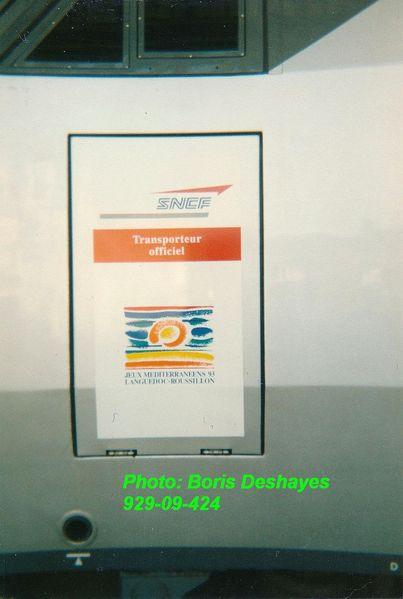 SNCF
Transporteur
officiel
JEUX MEDITERRANEENS 93
LANGUEDOC-ROUSSILLON
Photo: Boris Deshayes
929-09-424
D